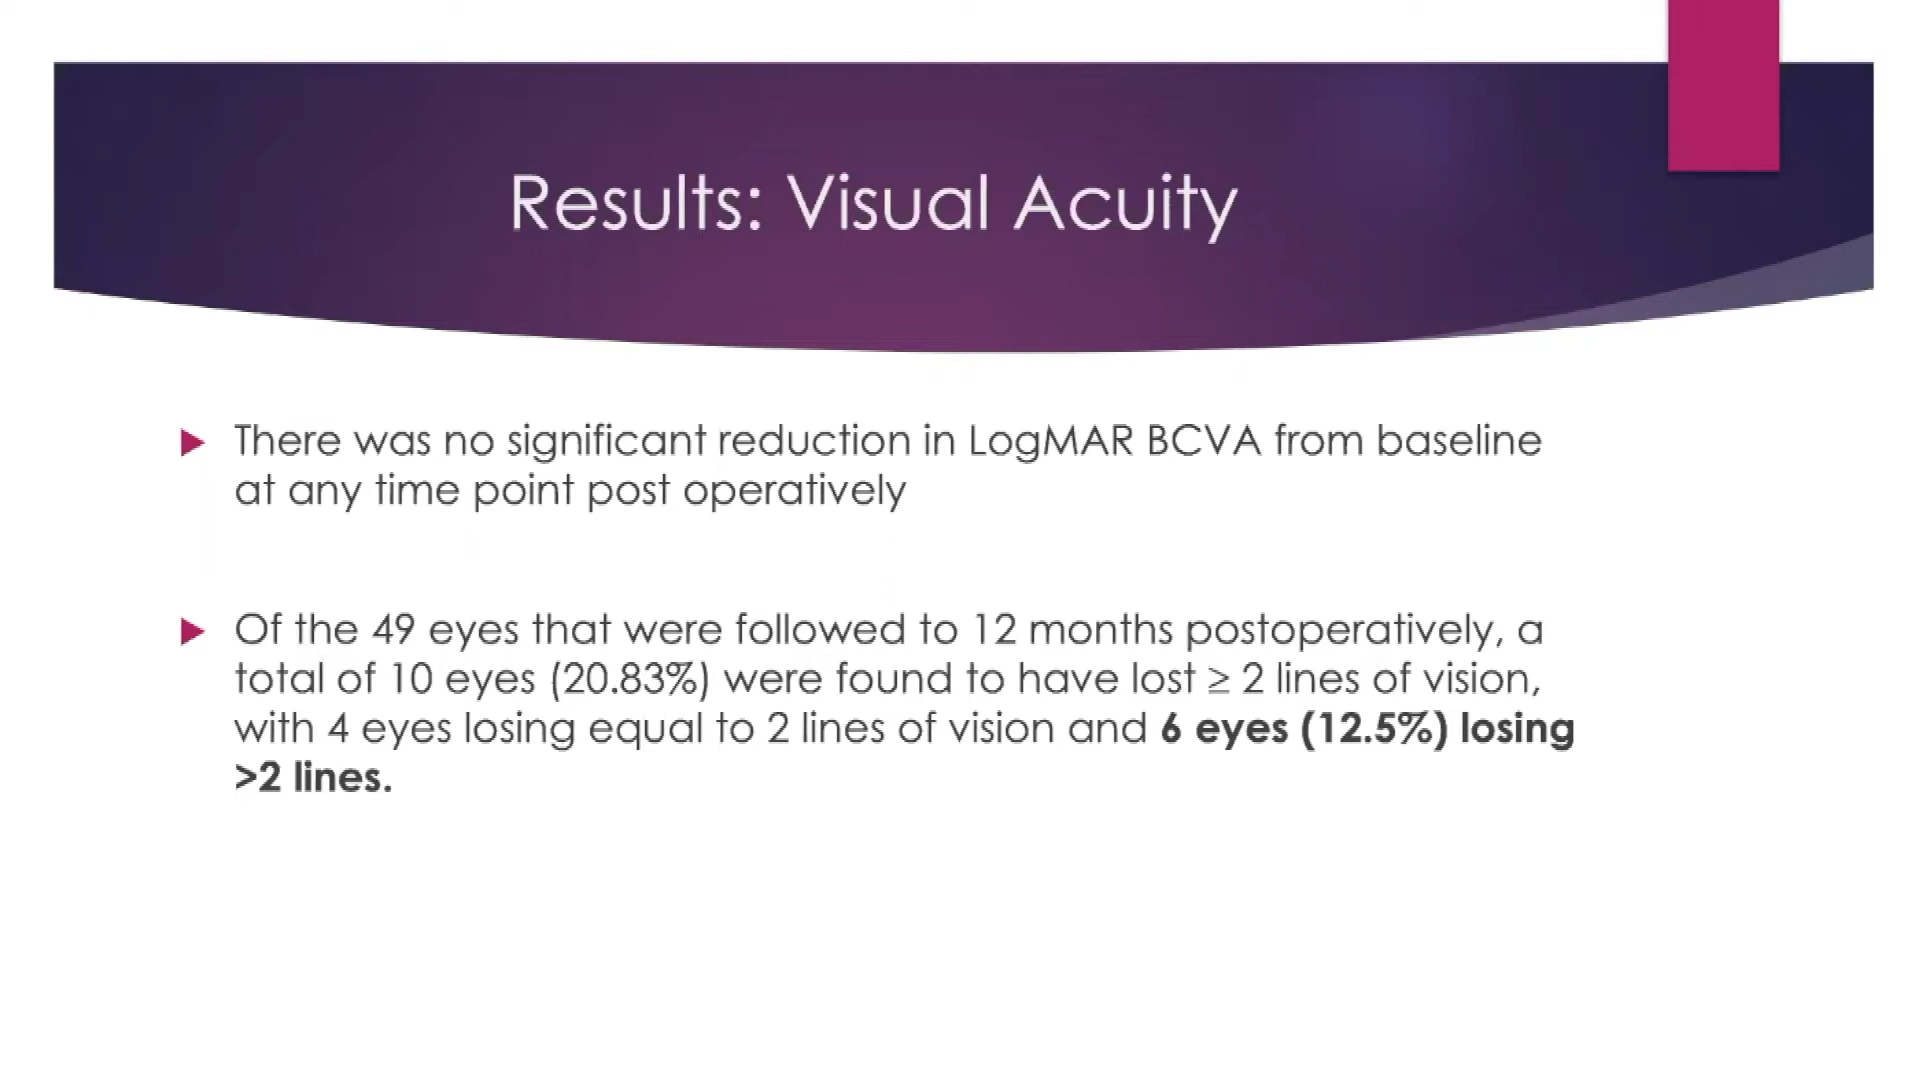 Results: Visual Acuity
There was no significant reduction in LogMAR BCVA from baseline
at any time point post operatively
Of the 49 eyes that were followed to 12 months postoperatively, a
total of 10 eyes (20.83%) were found to have lost ≥ 2 lines of vision,
with 4 eyes losing equal to 2 lines of vision and 6 eyes (12.5%) losing
>2 lines.